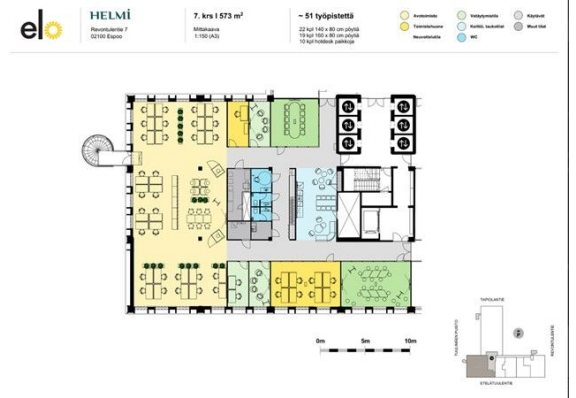 elo
HELMI
Revontulentie 7
02100 Espoo
7. krs I 573 m²
Mittakaava
1:150 (A3)
~ 51 työpistettä
22 kpl 140 x 80 cm pöytä
19 kpl 160 x 80 cm pöytä
10 kpl hotdesk paikkoja
Avotoimisto
Toimistohuone
Neuvottelutila
Vetäytymistila
Keittiö, taukotilat
WC
Käytävät
Muut tilat
0m 5m 10m
TAPIOLANTIE
REVONTULENTIE
ETELÄTUULENTIE